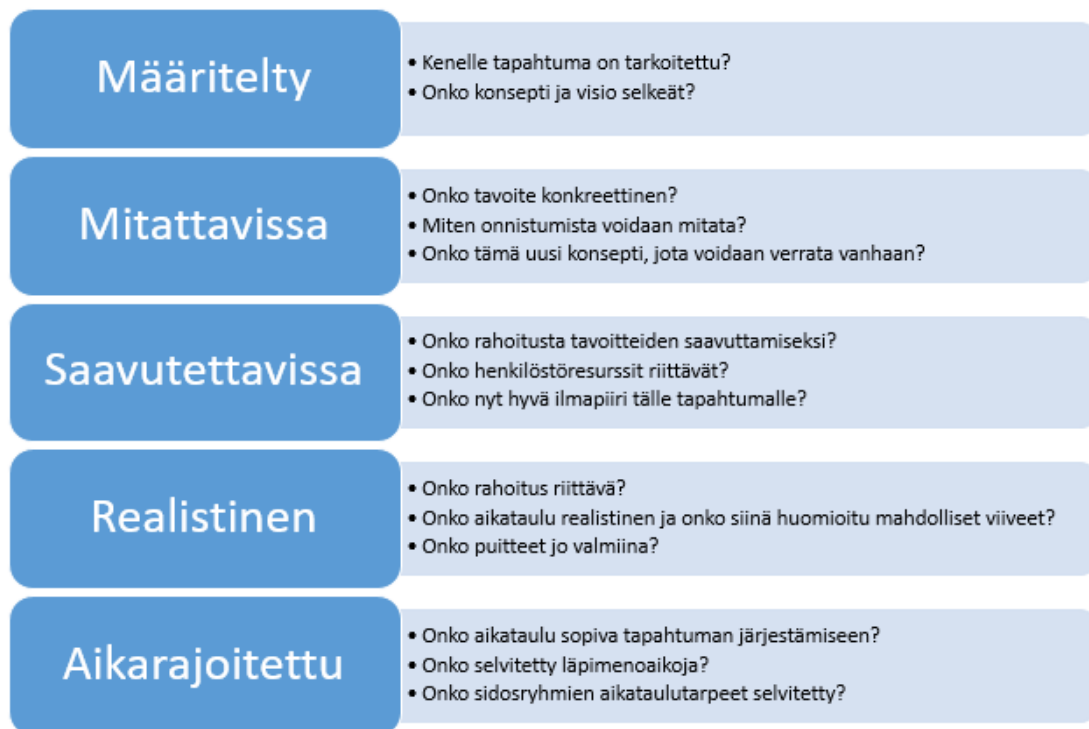 Määritelty
• Kenelle tapahtuma on tarkoitettu?
• Onko konsepti ja visio selkeät?
Mitattavissa
• Onko tavoite konkreettinen?
• Miten onnistumista voidaan mitata?
• Onko tämä uusi konsepti, jota voidaan verrata vanhaan?
Saavutettavissa
• Onko rahoitusta tavoitteiden saavuttamiseksi?
• Onko henkilöstöresurssit riittävät?
• Onko nyt hyvä ilmapiiri tälle tapahtumalle?
Realistinen
• Onko rahoitus riittävä?
• Onko aikataulu realistinen ja onko siinä huomioitu mahdolliset viiveet?
• Onko puitteet jo valmiina?
Aikarajoitettu
• Onko aikataulu sopiva tapahtuman järjestämiseen?
• Onko selvitetty läpimenoaikoja?
• Onko sidosryhmien aikataulutarpeet selvitetty?